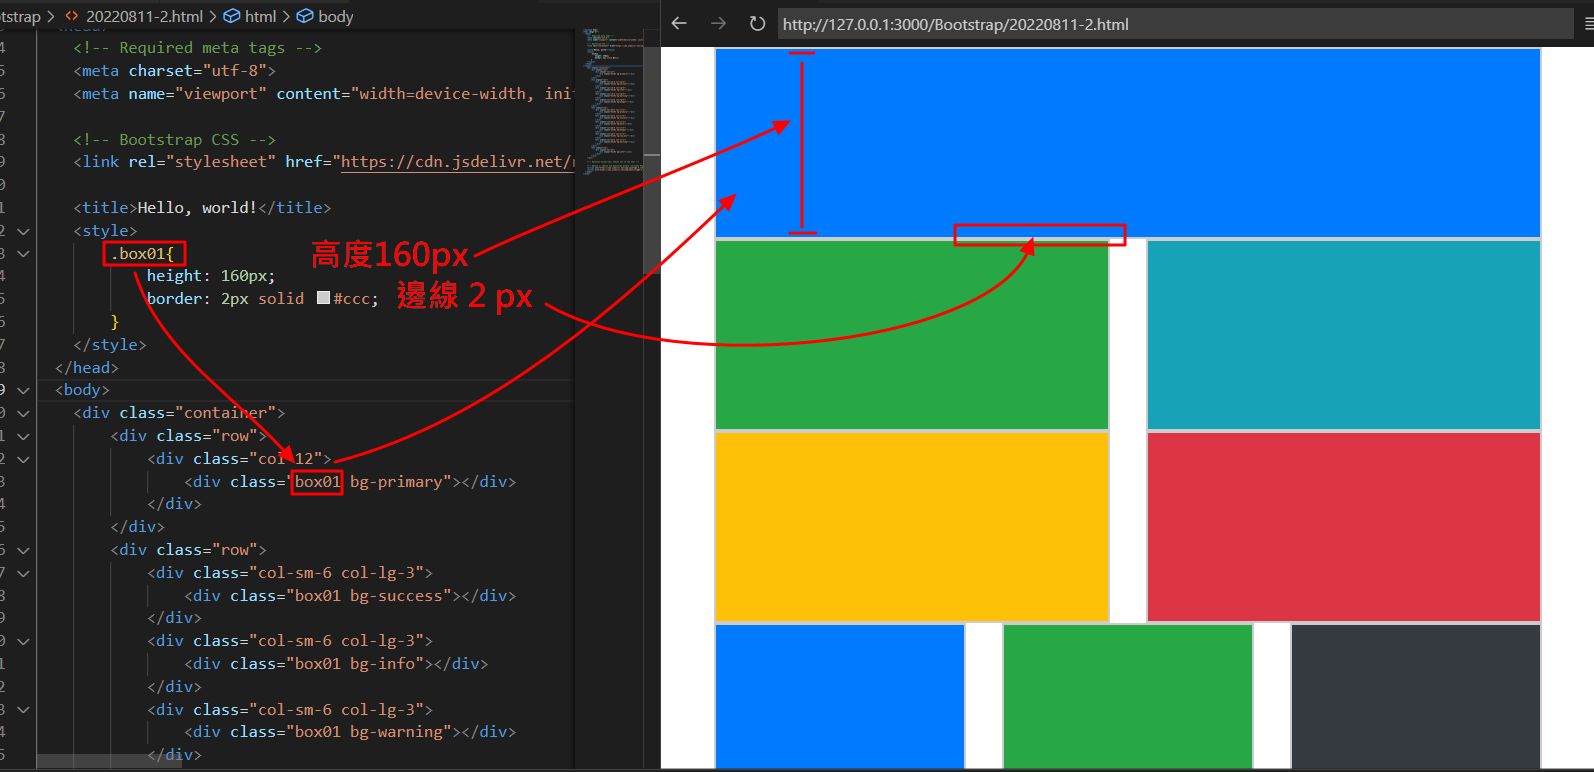 tstrap > <> 20220811-2.html > html > body
http://127.0.0.1:3000/Bootstrap/20220811-2.html
<head>
<!-- Required meta tags -->
<meta charset="utf-8">
<meta name="viewport" content="width=device-width, init
<!-- Bootstrap CSS -->
<link rel="stylesheet" href="https://cdn.jsdelivr.net/
<title>Hello, world!</title>
<style>
.box01{
高度160px
height: 160px;
border: 2px solid #ccc;
邊線 2 px
}
</style>
</head>
<body>
<div class="container">
<div class="row">
<div class="col 12">
<div class="box01 bg-primary"></div>
</div>
</div>
<div class="row">
<div class="col-sm-6 col-lg-3">
<div class="box01 bg-success"></div>
</div>
<div class="col-sm-6 col-lg-3">
<div class="box01 bg-info"></div>
</div>
<div class="col-sm-6 col-lg-3">
<div class="box01 bg-warning"></div>
</div>